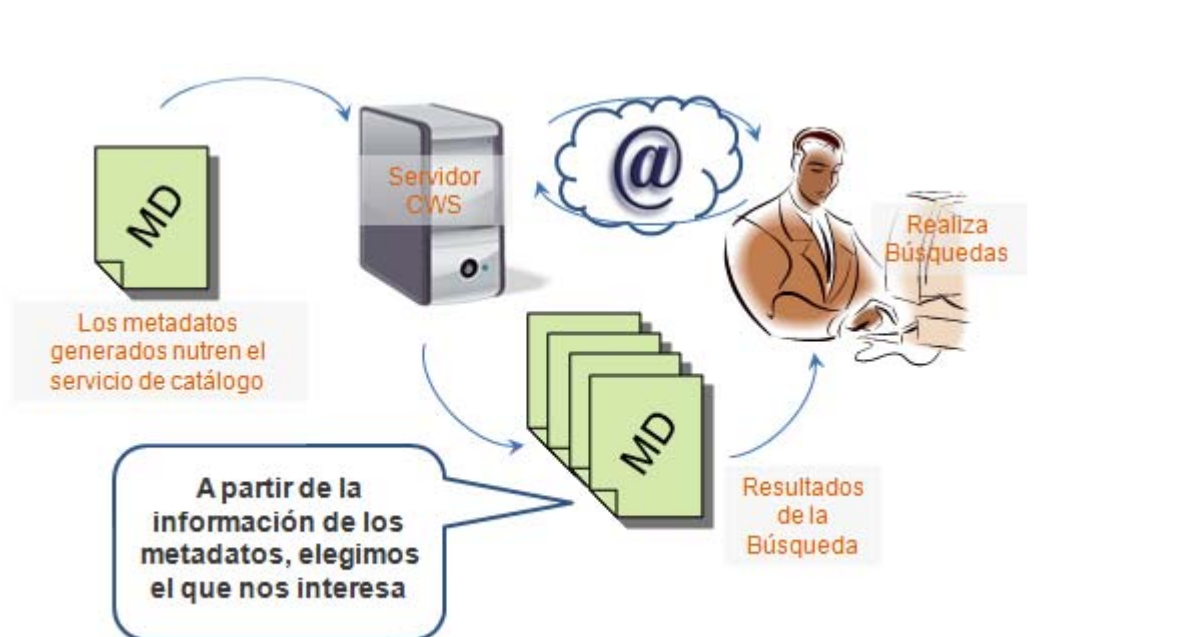 MD
Servidor
CWS
@
Realiza
Búsquedas
Los metadatos
generados nutren el
servicio de catálogo
MD
A partir de la
información de los
metadatos, elegimos
el que nos interesa
Resultados
de la
Búsqueda